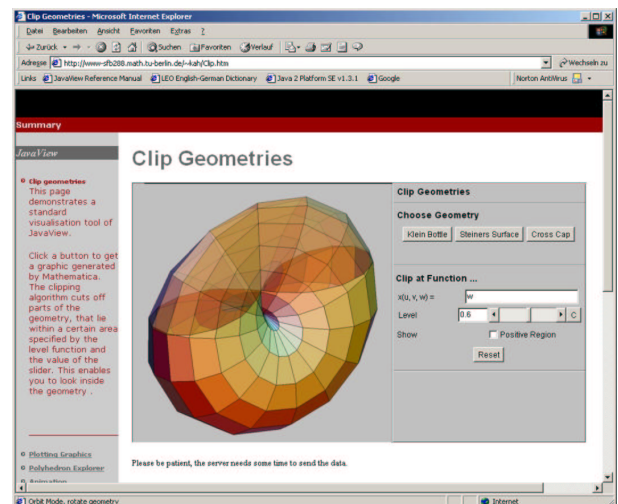 Clip Geometries - Microsoft Internet Explorer
Datei Bearbeiten Ansicht Favoriten Extras ?
Zurück Suchen Favoriten Verlauf
Adresse http://www-sfb288.math.tu-berlin.de/~kah/Clip.htm Wechseln zu
Links JavaView Reference Manual LEO English-German Dictionary Java 2 Platform SE v1.3.1 Google Norton AntiVirus
Summary
JavaView
Clip geometries
This page
demonstrates a
standard
visualisation tool of
JavaView.
Click a button to get
a graphic generated
by Mathematica.
The clipping
algorithm cuts off
parts of the
geometry, that lie
within a certain area
specified by the
level function and
the value of the
slider. This enables
you to look inside
the geometry .
Plotting Graphics
Polyhedron Explorer
Animation
Clip Geometries
Clip Geometries
Choose Geometry
Klein Bottle Steiners Surface Cross Cap
Clip at Function ...
x(u, v, w) = w
Level 0.6 C
Show Positive Region
Reset
Please be patient, the server needs some time to send the data.
Orbit Mode, rotate geometry Internet